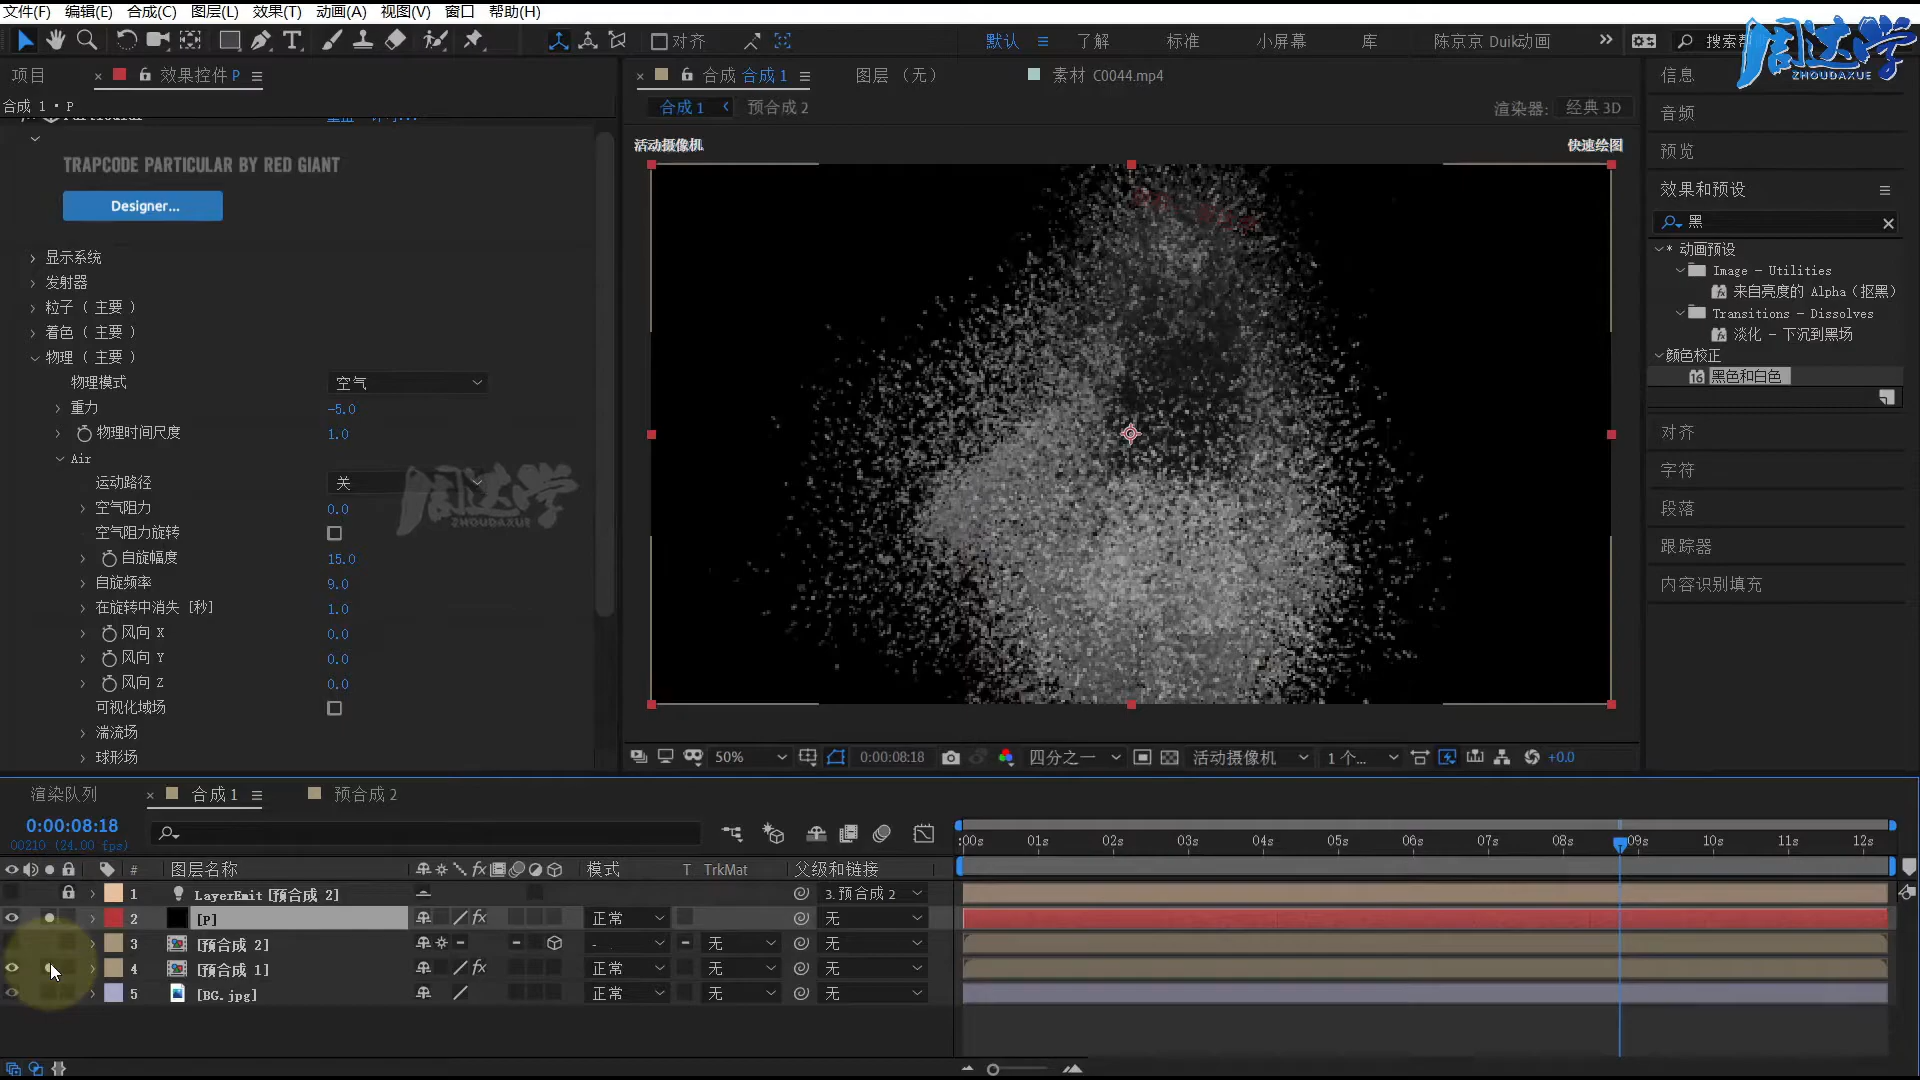 文件(F) 编辑(E) 合成(C) 图层(L) 效果(T) 动画(A) 视图(V) 窗口 帮助(H)
对齐
默认 了解 标准 小屏幕 库 陈京京 Duik动画 搜索帮
周达学
ZHOUDAXUE
项目 效果控件 P
合成 1 • P
TRAPCODE PARTICULAR BY RED GIANT
Designer...
显示系统
发射器
粒子 ( 主要 )
着色 ( 主要 )
物理 ( 主要 )
物理模式 空气
重力 -5.0
物理时间尺度 1.0
Air
运动路径 关
空气阻力 0.0
空气阻力旋转
自旋幅度 15.0
自旋频率 9.0
在旋转中消失 [秒] 1.0
风向 X 0.0
风向 Y 0.0
风向 Z 0.0
可视化域场
湍流场
球形场
周达学
ZHOUDAXUE
合成 合成 1 图层 (无) 素材 C0044.mp4
合成 1 预合成 2 渲染器: 经典 3D
活动摄像机 快速绘图
50% 0:00:08:18 四分之一 活动摄像机 1 个... +0.0
信息
音频
预览
效果和预设
黑
* 动画预设
Image - Utilities
来自亮度的 Alpha（抠黑）
Transitions - Dissolves
淡化 - 下沉到黑场
颜色校正
16 黑色和白色
对齐
字符
段落
跟踪器
内容识别填充
渲染队列 合成 1 预合成 2
0:00:08:18
00210 (24.00 fps)
# 图层名称 fx 模式 T TrkMat 父级和链接
:00s 01s 02s 03s 04s 05s 06s 07s 08s 09s 10s 11s 12s
1 LayerEmit [预合成 2] 3.预合成 2
2 [P] fx 正常 无
3 [预合成 2] - 无 无
4 [预合成 1] fx 正常 无 无
5 [BG.jpg] 正常 无 无